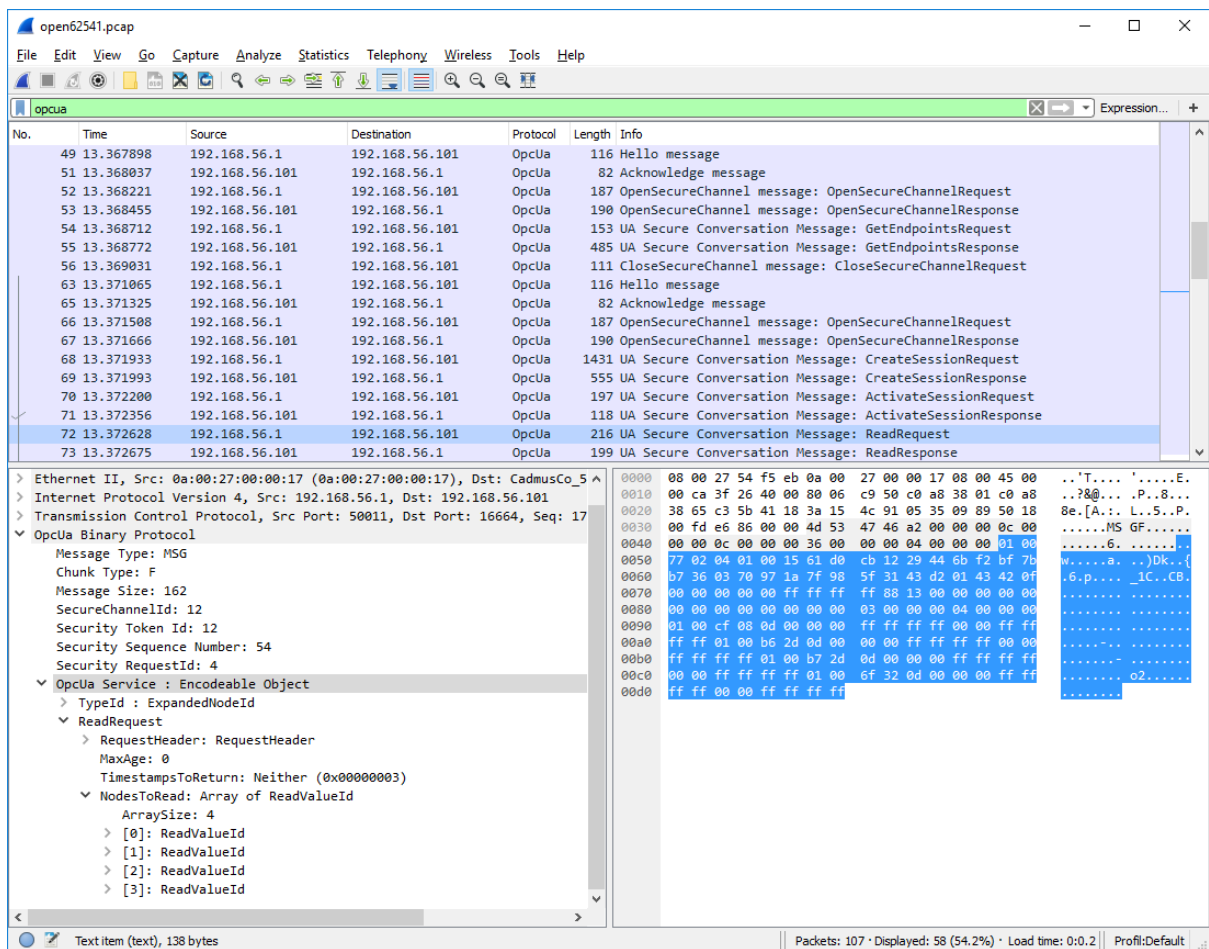 open62541.pcap
File Edit View Go Capture Analyze Statistics Telephony Wireless Tools Help
opcua
Expression... +
No. Time Source Destination Protocol Length Info
49 13.367898 192.168.56.1 192.168.56.101 OpcUa 116 Hello message
51 13.368037 192.168.56.101 192.168.56.1 OpcUa 82 Acknowledge message
52 13.368221 192.168.56.1 192.168.56.101 OpcUa 187 OpenSecureChannel message: OpenSecureChannelRequest
53 13.368455 192.168.56.101 192.168.56.1 OpcUa 190 OpenSecureChannel message: OpenSecureChannelResponse
54 13.368712 192.168.56.1 192.168.56.101 OpcUa 153 UA Secure Conversation Message: GetEndpointsRequest
55 13.368772 192.168.56.101 192.168.56.1 OpcUa 485 UA Secure Conversation Message: GetEndpointsResponse
56 13.369031 192.168.56.1 192.168.56.101 OpcUa 111 CloseSecureChannel message: CloseSecureChannelRequest
63 13.371065 192.168.56.1 192.168.56.101 OpcUa 116 Hello message
65 13.371325 192.168.56.101 192.168.56.1 OpcUa 82 Acknowledge message
66 13.371508 192.168.56.1 192.168.56.101 OpcUa 187 OpenSecureChannel message: OpenSecureChannelRequest
67 13.371666 192.168.56.101 192.168.56.1 OpcUa 190 OpenSecureChannel message: OpenSecureChannelResponse
68 13.371933 192.168.56.1 192.168.56.101 OpcUa 1431 UA Secure Conversation Message: CreateSessionRequest
69 13.371993 192.168.56.101 192.168.56.1 OpcUa 555 UA Secure Conversation Message: CreateSessionResponse
70 13.372200 192.168.56.1 192.168.56.101 OpcUa 197 UA Secure Conversation Message: ActivateSessionRequest
71 13.372356 192.168.56.101 192.168.56.1 OpcUa 118 UA Secure Conversation Message: ActivateSessionResponse
72 13.372628 192.168.56.1 192.168.56.101 OpcUa 216 UA Secure Conversation Message: ReadRequest
73 13.372675 192.168.56.101 192.168.56.1 OpcUa 199 UA Secure Conversation Message: ReadResponse
Ethernet II, Src: 0a:00:27:00:00:17 (0a:00:27:00:00:17), Dst: CadmusCo_5
Internet Protocol Version 4, Src: 192.168.56.1, Dst: 192.168.56.101
Transmission Control Protocol, Src Port: 50011, Dst Port: 16664, Seq: 17
OpcUa Binary Protocol
Message Type: MSG
Chunk Type: F
Message Size: 162
SecureChannelId: 12
Security Token Id: 12
Security Sequence Number: 54
Security RequestId: 4
OpcUa Service : Encodeable Object
TypeId : ExpandedNodeId
ReadRequest
RequestHeader: RequestHeader
MaxAge: 0
TimestampsToReturn: Neither (0x00000003)
NodesToRead: Array of ReadValueId
ArraySize: 4
[0]: ReadValueId
[1]: ReadValueId
[2]: ReadValueId
[3]: ReadValueId
0000 08 00 27 54 f5 eb 0a 00 27 00 00 17 08 00 45 00 ..'T.... '.....E.
0010 00 ca 3f 26 40 00 80 06 c9 50 c0 a8 38 01 c0 a8 ..?&@... .P..8...
0020 38 65 c3 5b 41 18 3a 15 4c 91 05 35 09 89 50 18 8e.[A.:. L..5..P.
0030 00 fd e6 86 00 00 4d 53 47 46 a2 00 00 00 0c 00 ......MS GF......
0040 00 00 0c 00 00 00 36 00 00 00 04 00 00 00 01 00 ......6. ........
0050 77 02 04 01 00 15 61 d0 cb 12 29 44 6b f2 bf 7b w.....a. ..)Dk..{
0060 b7 36 03 70 97 1a 7f 98 5f 31 43 d2 01 43 42 0f .6.p.... _1C..CB.
0070 00 00 00 00 00 ff ff ff ff 88 13 00 00 00 00 00 ........ ........
0080 00 00 00 00 00 00 00 00 03 00 00 00 04 00 00 00 ........ ........
0090 01 00 cf 08 0d 00 00 00 ff ff ff ff 00 00 ff ff ........ ........
00a0 ff ff 01 00 b6 2d 0d 00 00 00 ff ff ff ff 00 00 .....-.. ........
00b0 ff ff ff ff 01 00 b7 2d 0d 00 00 00 ff ff ff ff .......- ........
00c0 00 00 ff ff ff ff 01 00 6f 32 0d 00 00 00 ff ff ........ o2......
00d0 ff ff 00 00 ff ff ff ff ........
Text item (text), 138 bytes
Packets: 107 · Displayed: 58 (54.2%) · Load time: 0:0.2
Profil:Default